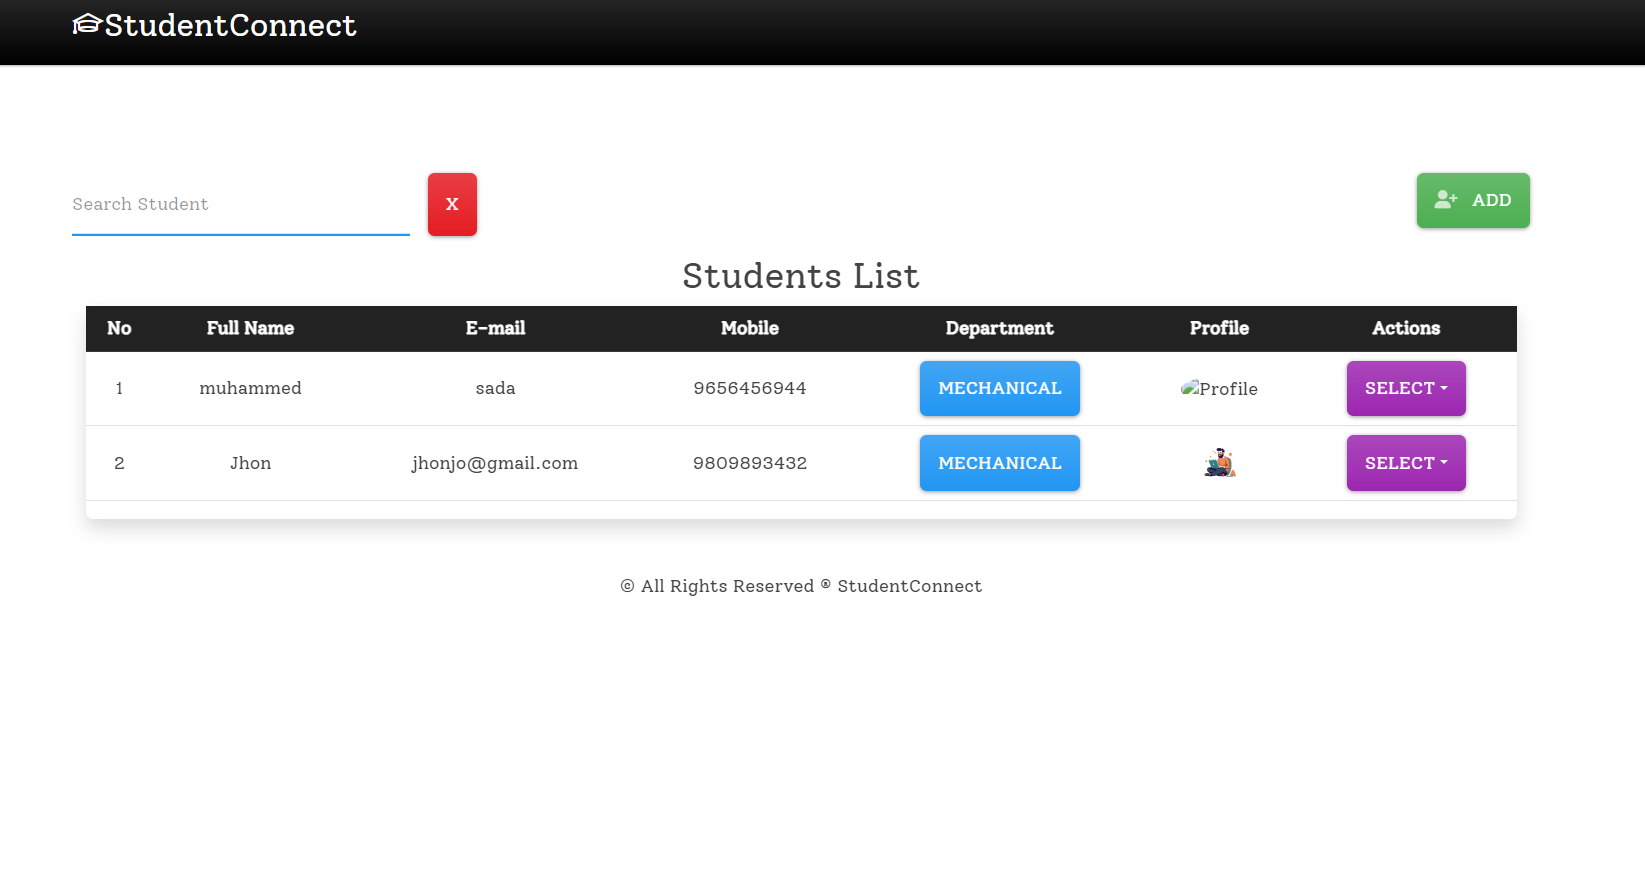 StudentConnect
Search Student
X
ADD
Students List
No Full Name E-mail Mobile Department Profile Actions
1 muhammed sada 9656456944 MECHANICAL Profile SELECT
2 Jhon jhonjo@gmail.com 9809893432 MECHANICAL SELECT
© All Rights Reserved ® StudentConnect